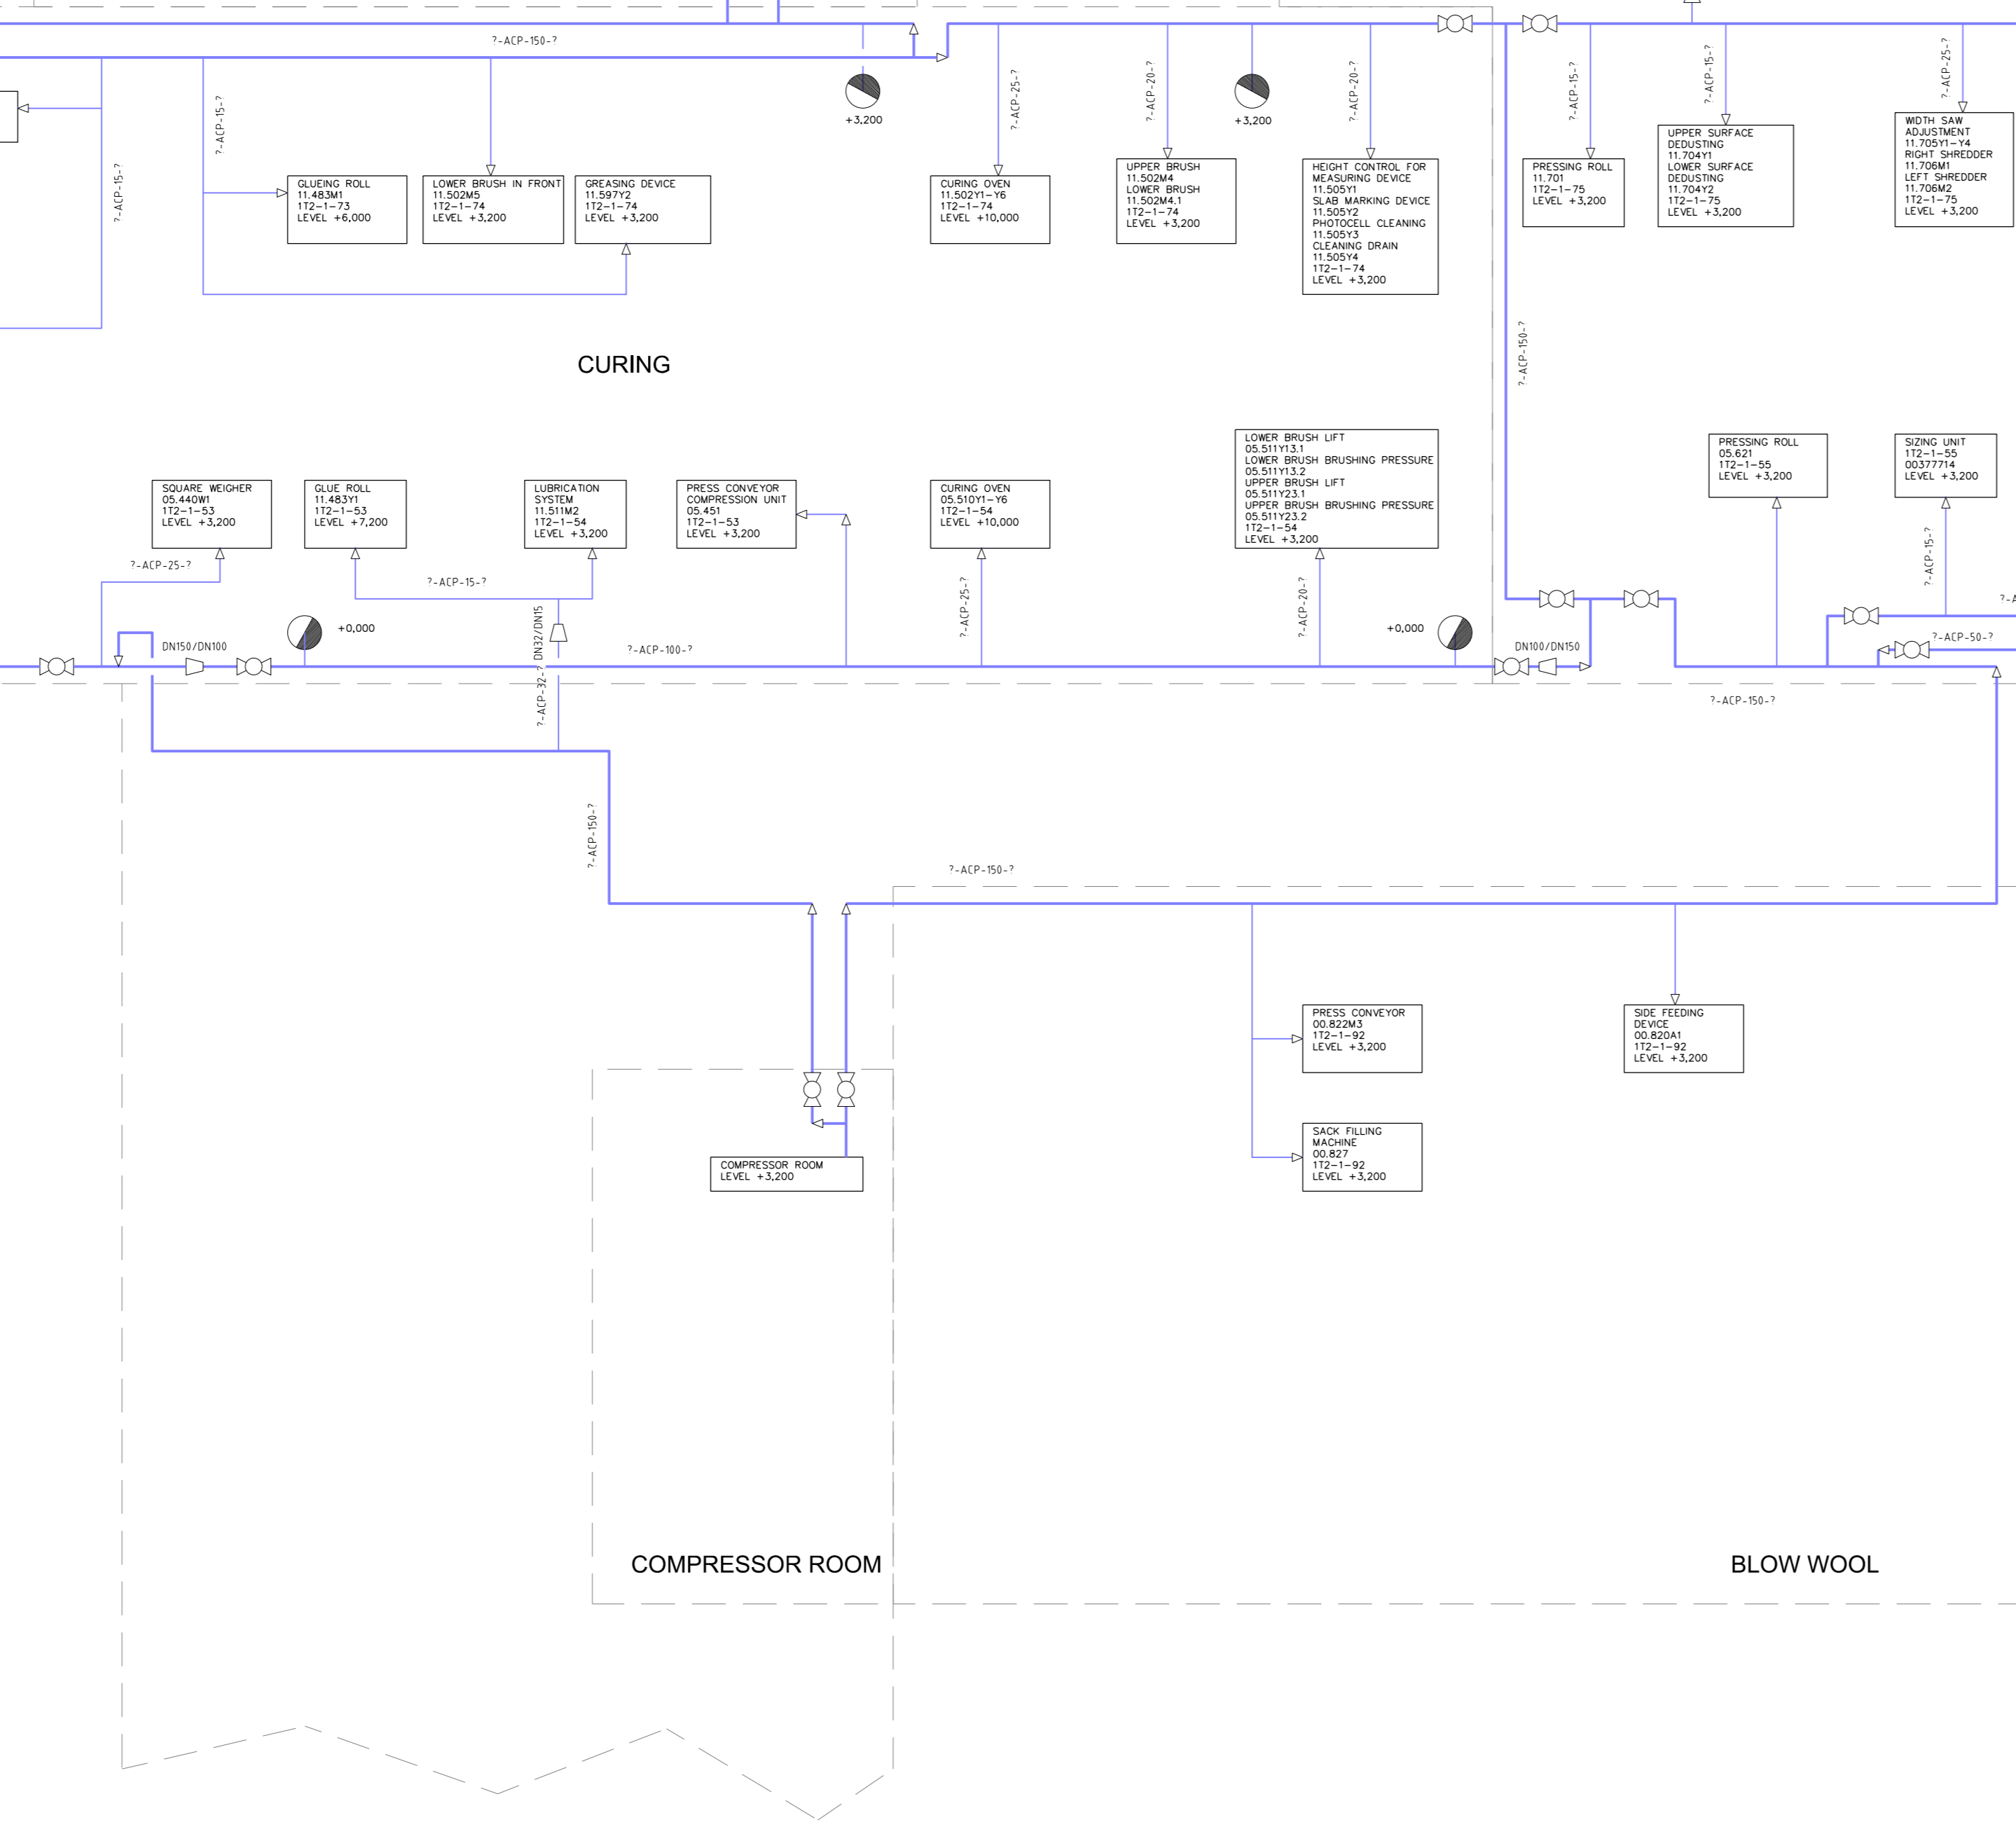 ?-ACP-150-?
?-ACP-15-?
?-ACP-15-?
+3,200
?-ACP-25-?
?-ACP-20-?
+3,200
?-ACP-20-?
?-ACP-15-?
?-ACP-15-?
?-ACP-25-?
GLUEING ROLL
11.483M1
1T2-1-73
LEVEL +6,000
LOWER BRUSH IN FRONT
11.502M5
1T2-1-74
LEVEL +3,200
GREASING DEVICE
11.597Y2
1T2-1-74
LEVEL +3,200
CURING OVEN
11.502Y1-Y6
1T2-1-74
LEVEL +10,000
UPPER BRUSH
11.502M4
LOWER BRUSH
11.502M4.1
1T2-1-74
LEVEL +3,200
HEIGHT CONTROL FOR
MEASURING DEVICE
11.505Y1
SLAB MARKING DEVICE
11.505Y2
PHOTOCELL CLEANING
11.505Y3
CLEANING DRAIN
11.505Y4
1T2-1-74
LEVEL +3,200
PRESSING ROLL
11.701
1T2-1-75
LEVEL +3,200
UPPER SURFACE
DEDUSTING
11.704Y1
LOWER SURFACE
DEDUSTING
11.704Y2
1T2-1-75
LEVEL +3,200
WIDTH SAW
ADJUSTMENT
11.705Y1-Y4
RIGHT SHREDDER
11.706M1
LEFT SHREDDER
11.706M2
1T2-1-75
LEVEL +3,200
CURING
?-ACP-150-?
SQUARE WEIGHER
05.440W1
1T2-1-53
LEVEL +3,200
GLUE ROLL
11.483Y1
1T2-1-53
LEVEL +7,200
LUBRICATION
SYSTEM
11.511M2
1T2-1-54
LEVEL +3,200
PRESS CONVEYOR
COMPRESSION UNIT
05.451
1T2-1-53
LEVEL +3,200
CURING OVEN
05.510Y1-Y6
1T2-1-54
LEVEL +10,000
LOWER BRUSH LIFT
05.511Y13.1
LOWER BRUSH BRUSHING PRESSURE
05.511Y13.2
UPPER BRUSH LIFT
05.511Y23.1
UPPER BRUSH BRUSHING PRESSURE
05.511Y23.2
1T2-1-54
LEVEL +3,200
PRESSING ROLL
05.621
1T2-1-55
LEVEL +3,200
SIZING UNIT
1T2-1-55
00377714
LEVEL +3,200
?-ACP-25-?
?-ACP-15-?
?-ACP-25-?
?-ACP-20-?
?-ACP-15-?
?-A
+0,000
DN150/DN100
?-ACP-32-? DN32/DN15
?-ACP-100-?
+0,000
DN100/DN150
?-ACP-50-?
?-ACP-150-?
?-ACP-150-?
?-ACP-150-?
PRESS CONVEYOR
00.822M3
1T2-1-92
LEVEL +3,200
SIDE FEEDING
DEVICE
00.820A1
1T2-1-92
LEVEL +3,200
SACK FILLING
MACHINE
00.827
1T2-1-92
LEVEL +3,200
COMPRESSOR ROOM
LEVEL +3,200
COMPRESSOR ROOM
BLOW WOOL